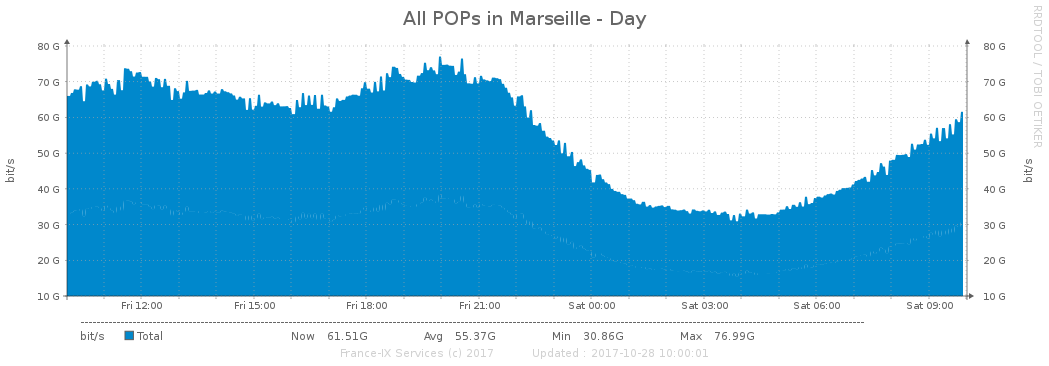 All POPs in Marseille - Day
RRDTOOL / TOBI OETIKER
80 G 80 G
70 G 70 G
60 G 60 G
50 G 50 G
40 G 40 G
30 G 30 G
20 G 20 G
10 G 10 G
bit/s
bit/s
Fri 12:00 Fri 15:00 Fri 18:00 Fri 21:00 Sat 00:00 Sat 03:00 Sat 06:00 Sat 09:00
bit/s Total Now 61.51G Avg 55.37G Min 30.86G Max 76.99G
France-IX Services (c) 2017 Updated : 2017-10-28 10:00:01